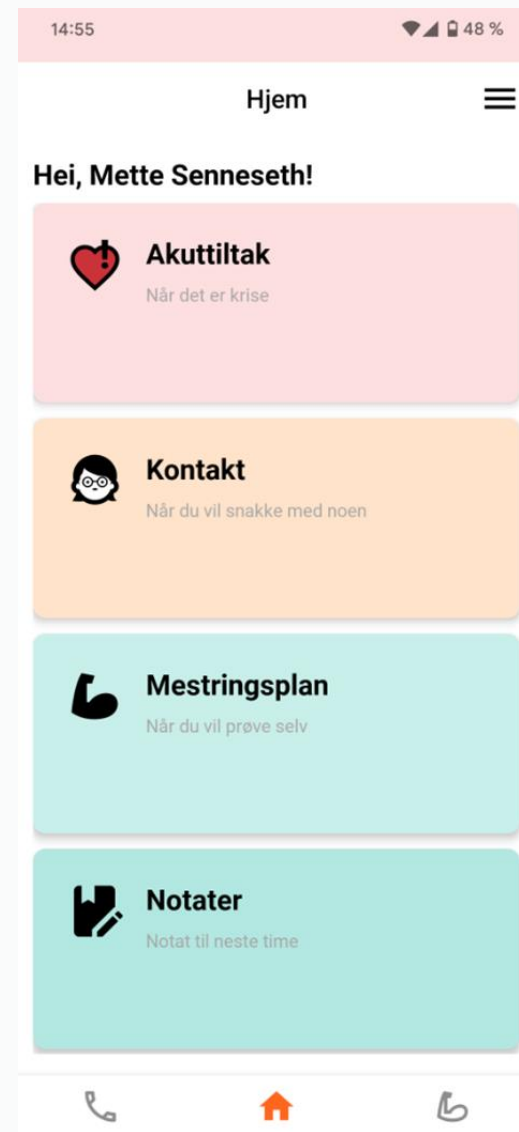 14:55 48 %
Hjem
Hei, Mette Senneseth!
Akuttiltak
Når det er krise
Kontakt
Når du vil snakke med noen
Mestringsplan
Når du vil prøve selv
Notater
Notat til neste time